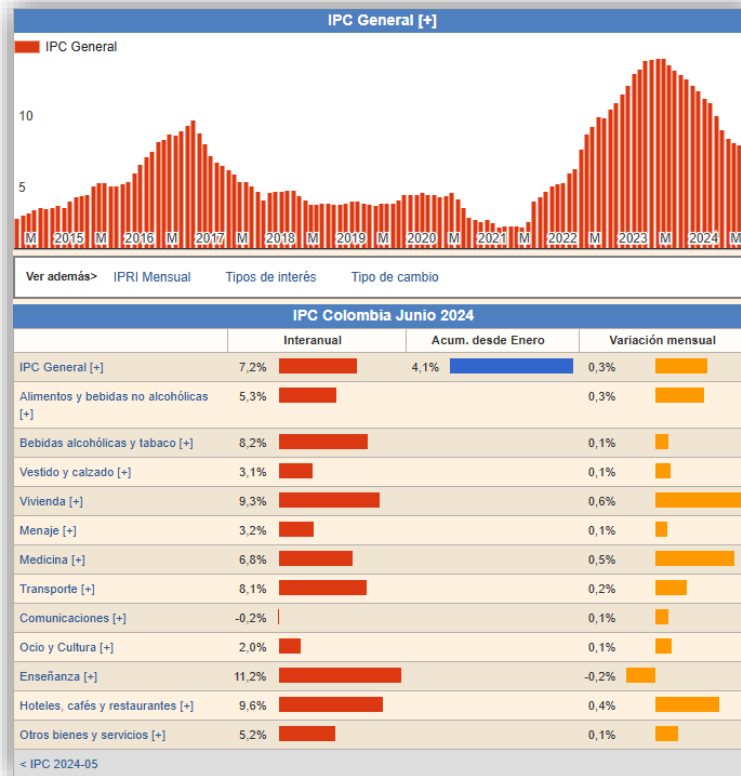 IPC General [+]
IPC General
10
5
M 2015 M 2016 M 2017 M 2018 M 2019 M 2020 M 2021 M 2022 M 2023 M 2024 M
Ver además> IPRI Mensual Tipos de interés Tipo de cambio
IPC Colombia Junio 2024
Interanual Acum. desde Enero Variación mensual
IPC General [+] 7,2% 4,1% 0,3%
Alimentos y bebidas no alcohólicas
[+] 5,3% 0,3%
Bebidas alcohólicas y tabaco [+] 8,2% 0,1%
Vestido y calzado [+] 3,1% 0,1%
Vivienda [+] 9,3% 0,6%
Menaje [+] 3,2% 0,1%
Medicina [+] 6,8% 0,5%
Transporte [+] 8,1% 0,2%
Comunicaciones [+] -0,2% 0,1%
Ocio y Cultura [+] 2,0% 0,1%
Enseñanza [+] 11,2% -0,2%
Hoteles, cafés y restaurantes [+] 9,6% 0,4%
Otros bienes y servicios [+] 5,2% 0,1%
< IPC 2024-05